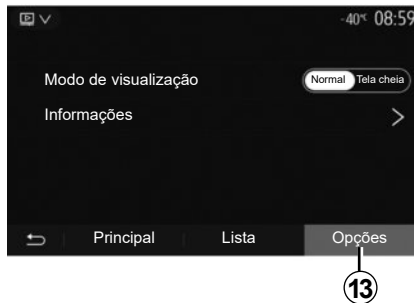 -40°C 08:59
Modo de visualização Normal Tela cheia
Informações
Principal Lista Opções
13